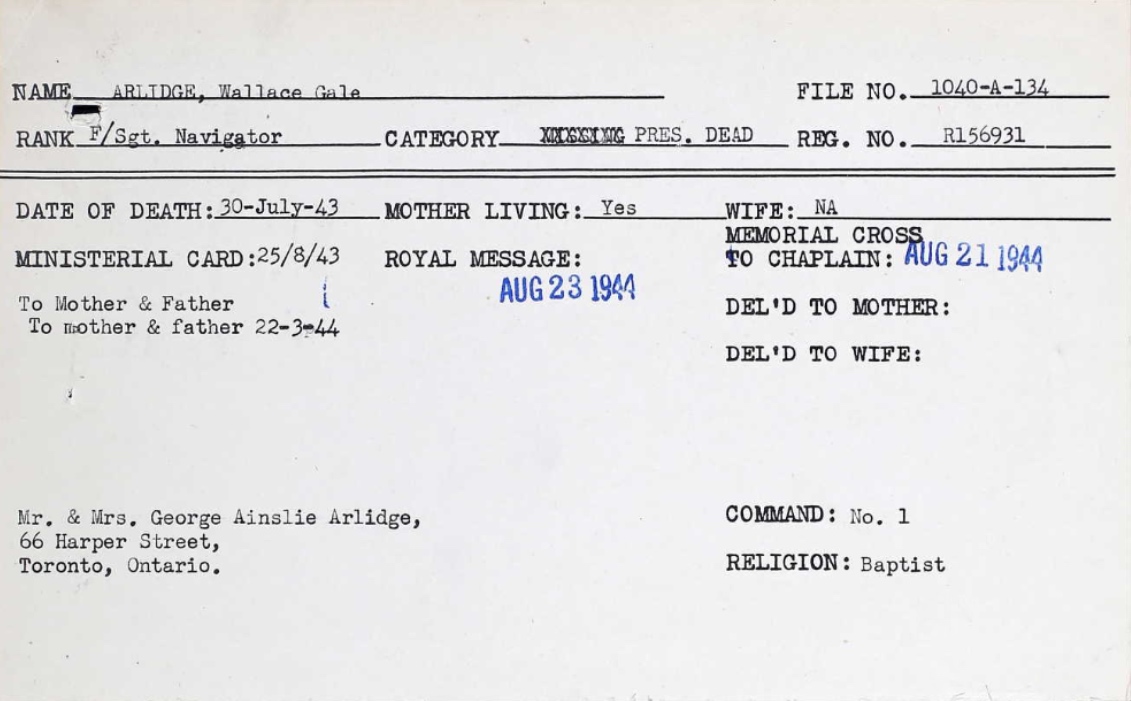 NAME ARLIDGE, Wallace Gale FILE NO. 1040-A-134
RANK F/Sgt. Navigator CATEGORY MISSING PRES. DEAD REG. NO. R156931
DATE OF DEATH: 30-July-43 MOTHER LIVING: Yes WIFE: NA
MEMORIAL CROSS
MINISTERIAL CARD: 25/8/43 ROYAL MESSAGE: TO CHAPLAIN: AUG 21 1944
AUG 23 1944
To Mother & Father DEL'D TO MOTHER:
To mother & father 22-3-44
DEL'D TO WIFE:
Mr. & Mrs. George Ainslie Arlidge, COMMAND: No. 1
66 Harper Street,
Toronto, Ontario. RELIGION: Baptist